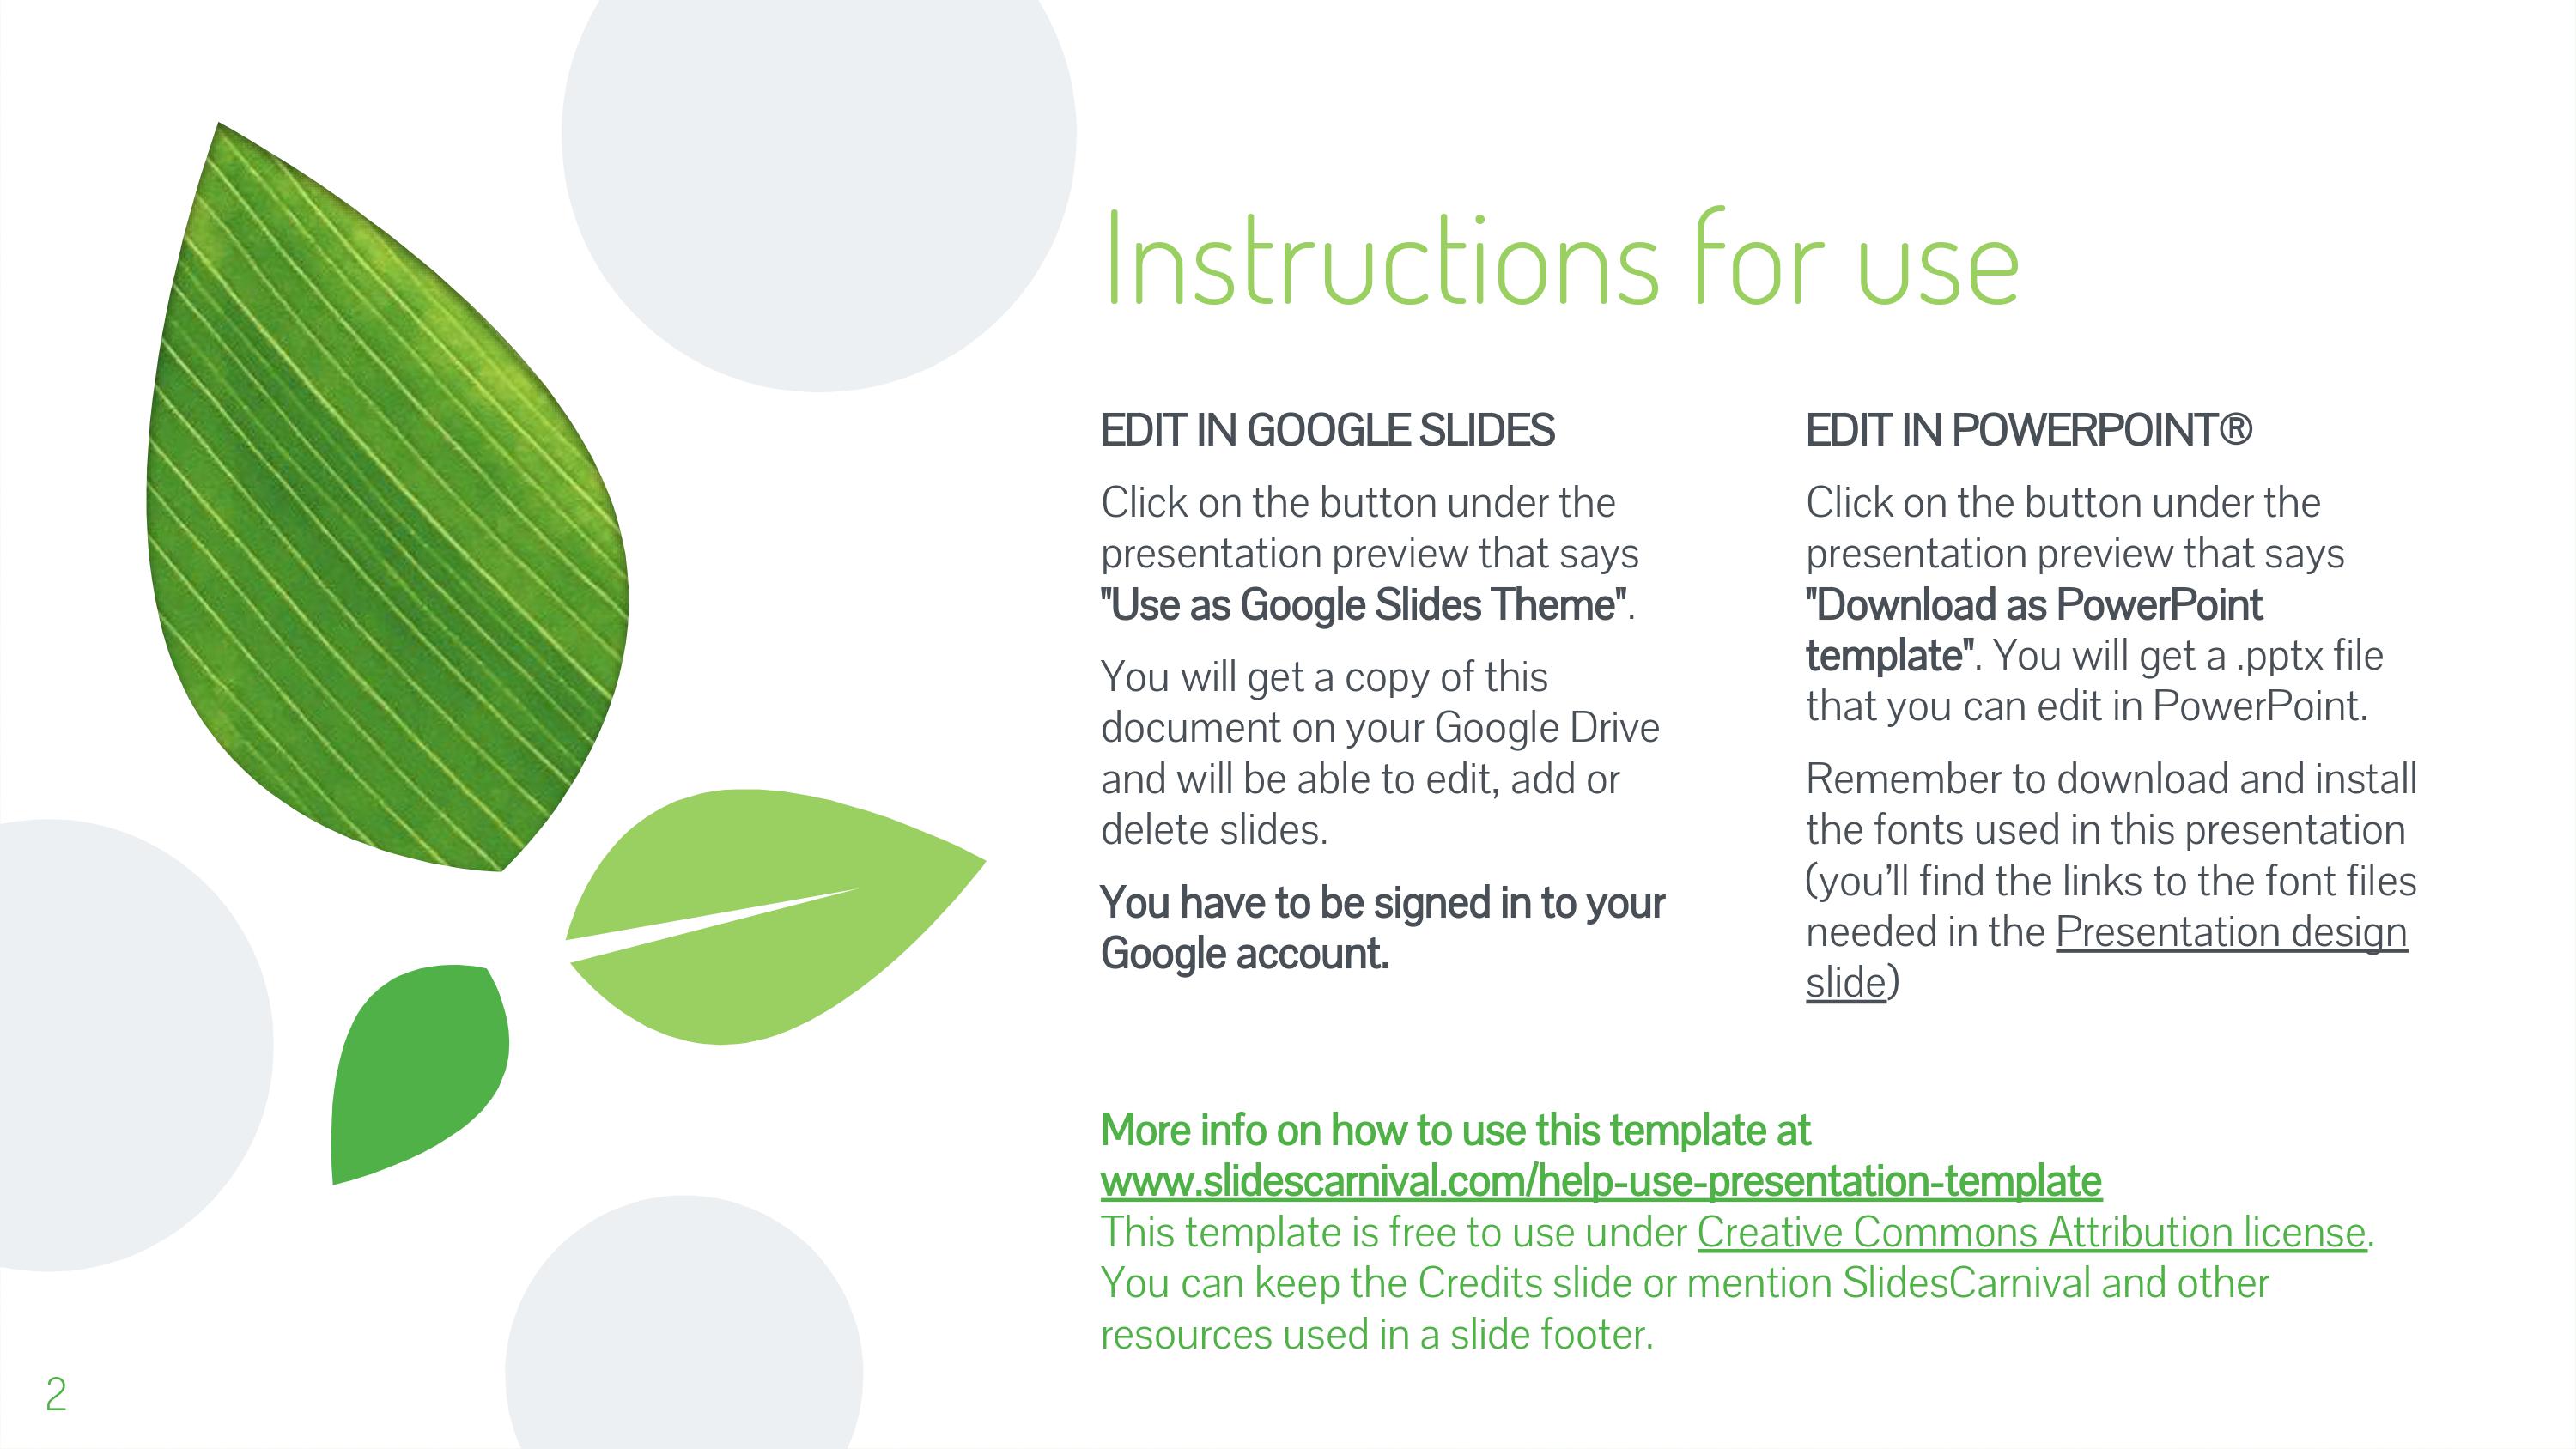 Instructions for use
EDIT IN GOOGLE SLIDES
Click on the button under the
presentation preview that says
"Use as Google Slides Theme".
You will get a copy of this
document on your Google Drive
and will be able to edit, add or
delete slides.
You have to be signed in to your
Google account.
EDIT IN POWERPOINT®
Click on the button under the
presentation preview that says
"Download as PowerPoint
template". You will get a .pptx file
that you can edit in PowerPoint.
Remember to download and install
the fonts used in this presentation
(you’ll find the links to the font files
needed in the Presentation design
slide)
More info on how to use this template at
www.slidescarnival.com/help-use-presentation-template
This template is free to use under Creative Commons Attribution license.
You can keep the Credits slide or mention SlidesCarnival and other
resources used in a slide footer.
2